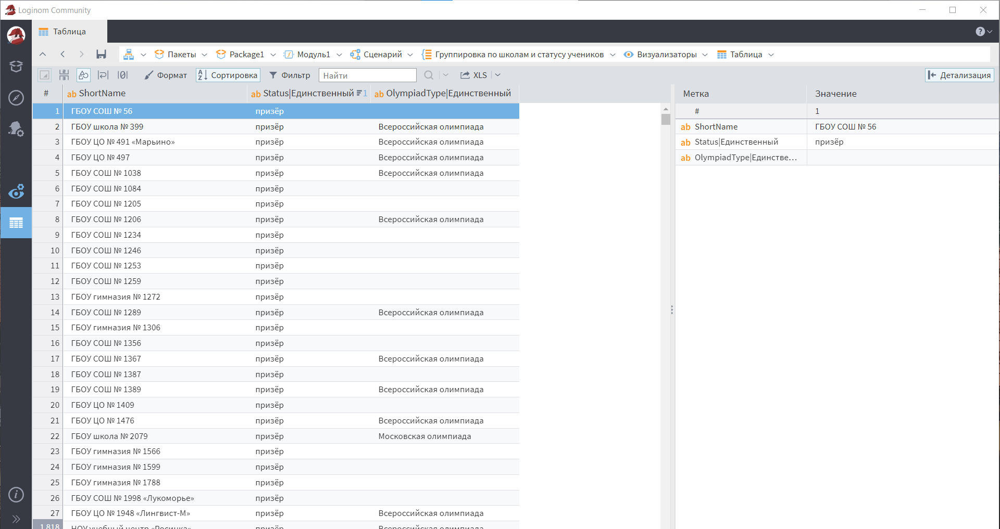 Loginom Community
Таблица
Пакеты Package1 Модуль1 Сценарий Группировка по школам и статусу учеников Визуализаторы Таблица
Формат Сортировка Фильтр Найти XLS Детализация
# ab ShortName ab Status|Единственный 1 ab OlympiadType|Единственный
1 ГБОУ СОШ № 56 призёр
2 ГБОУ школа № 399 призёр Всероссийская олимпиада
3 ГБОУ ЦО № 491 «Марьино» призёр Всероссийская олимпиада
4 ГБОУ ЦО № 497 призёр Всероссийская олимпиада
5 ГБОУ СОШ № 1038 призёр Всероссийская олимпиада
6 ГБОУ СОШ № 1084 призёр
7 ГБОУ СОШ № 1205 призёр
8 ГБОУ СОШ № 1206 призёр Всероссийская олимпиада
9 ГБОУ СОШ № 1234 призёр
10 ГБОУ СОШ № 1246 призёр
11 ГБОУ СОШ № 1253 призёр
12 ГБОУ СОШ № 1259 призёр
13 ГБОУ гимназия № 1272 призёр
14 ГБОУ СОШ № 1289 призёр Всероссийская олимпиада
15 ГБОУ гимназия № 1306 призёр
16 ГБОУ СОШ № 1356 призёр
17 ГБОУ СОШ № 1367 призёр Всероссийская олимпиада
18 ГБОУ СОШ № 1387 призёр
19 ГБОУ СОШ № 1389 призёр Всероссийская олимпиада
20 ГБОУ ЦО № 1409 призёр
21 ГБОУ ЦО № 1476 призёр Всероссийская олимпиада
22 ГБОУ школа № 2079 призёр Московская олимпиада
23 ГБОУ гимназия № 1566 призёр
24 ГБОУ гимназия № 1599 призёр
25 ГБОУ гимназия № 1788 призёр
26 ГБОУ СОШ № 1998 «Лукоморье» призёр
27 ГБОУ ЦО № 1948 «Лингвист-М» призёр Всероссийская олимпиада
1 818 НОУ учебный центр «Росинка» призёр Всероссийская олимпиада
Метка Значение
# 1
ab ShortName ГБОУ СОШ № 56
ab Status|Единственный призёр
ab OlympiadType|Единстве...